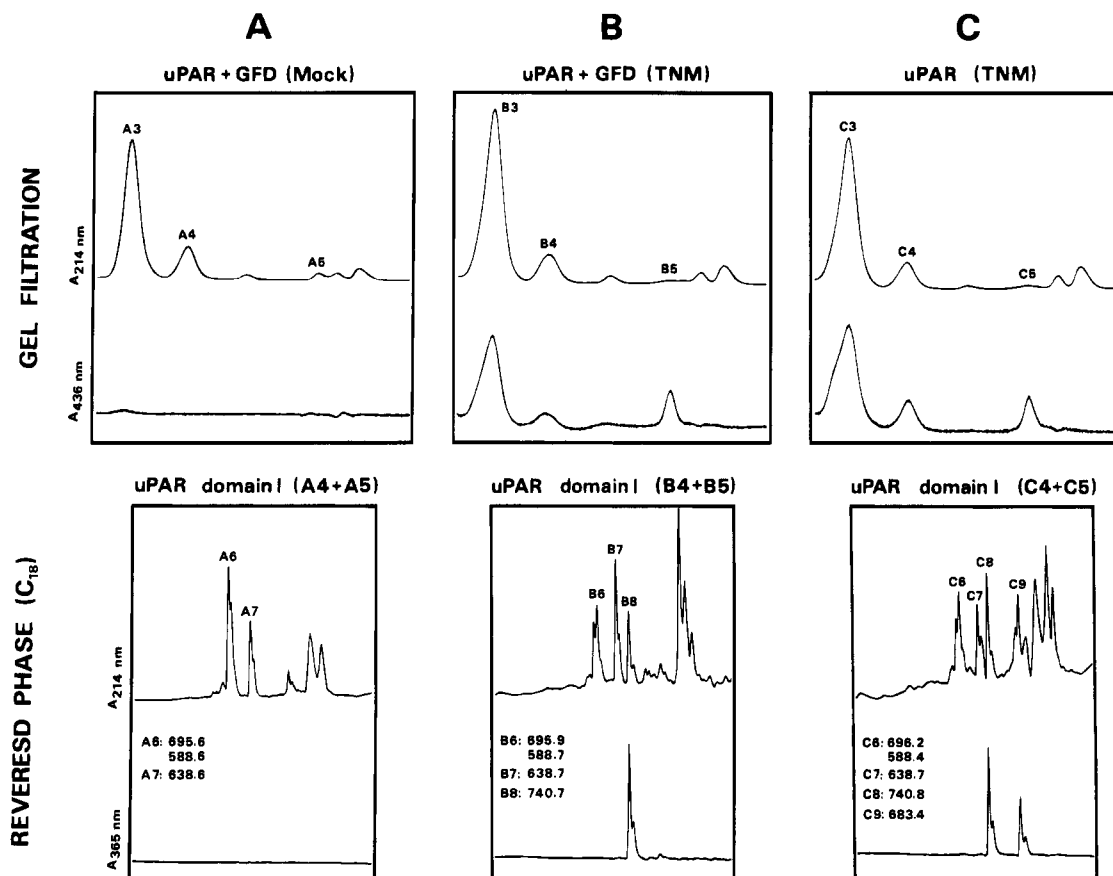 A
B
C
uPAR + GFD (Mock)
uPAR + GFD (TNM)
uPAR (TNM)
GEL FILTRATION
A214 nm
A436 nm
A3
A4
A5
B3
B4
B5
C3
C4
C5
uPAR domain I (A4+A5)
uPAR domain I (B4+B5)
uPAR domain I (C4+C5)
REVERESD PHASE (C18)
A214 nm
A365 nm
A6
A7
A6: 695.6
588.6
A7: 638.6
B6
B7
B8
B6: 695.9
588.7
B7: 638.7
B8: 740.7
C6
C7
C8
C9
C6: 696.2
588.4
C7: 638.7
C8: 740.8
C9: 683.4